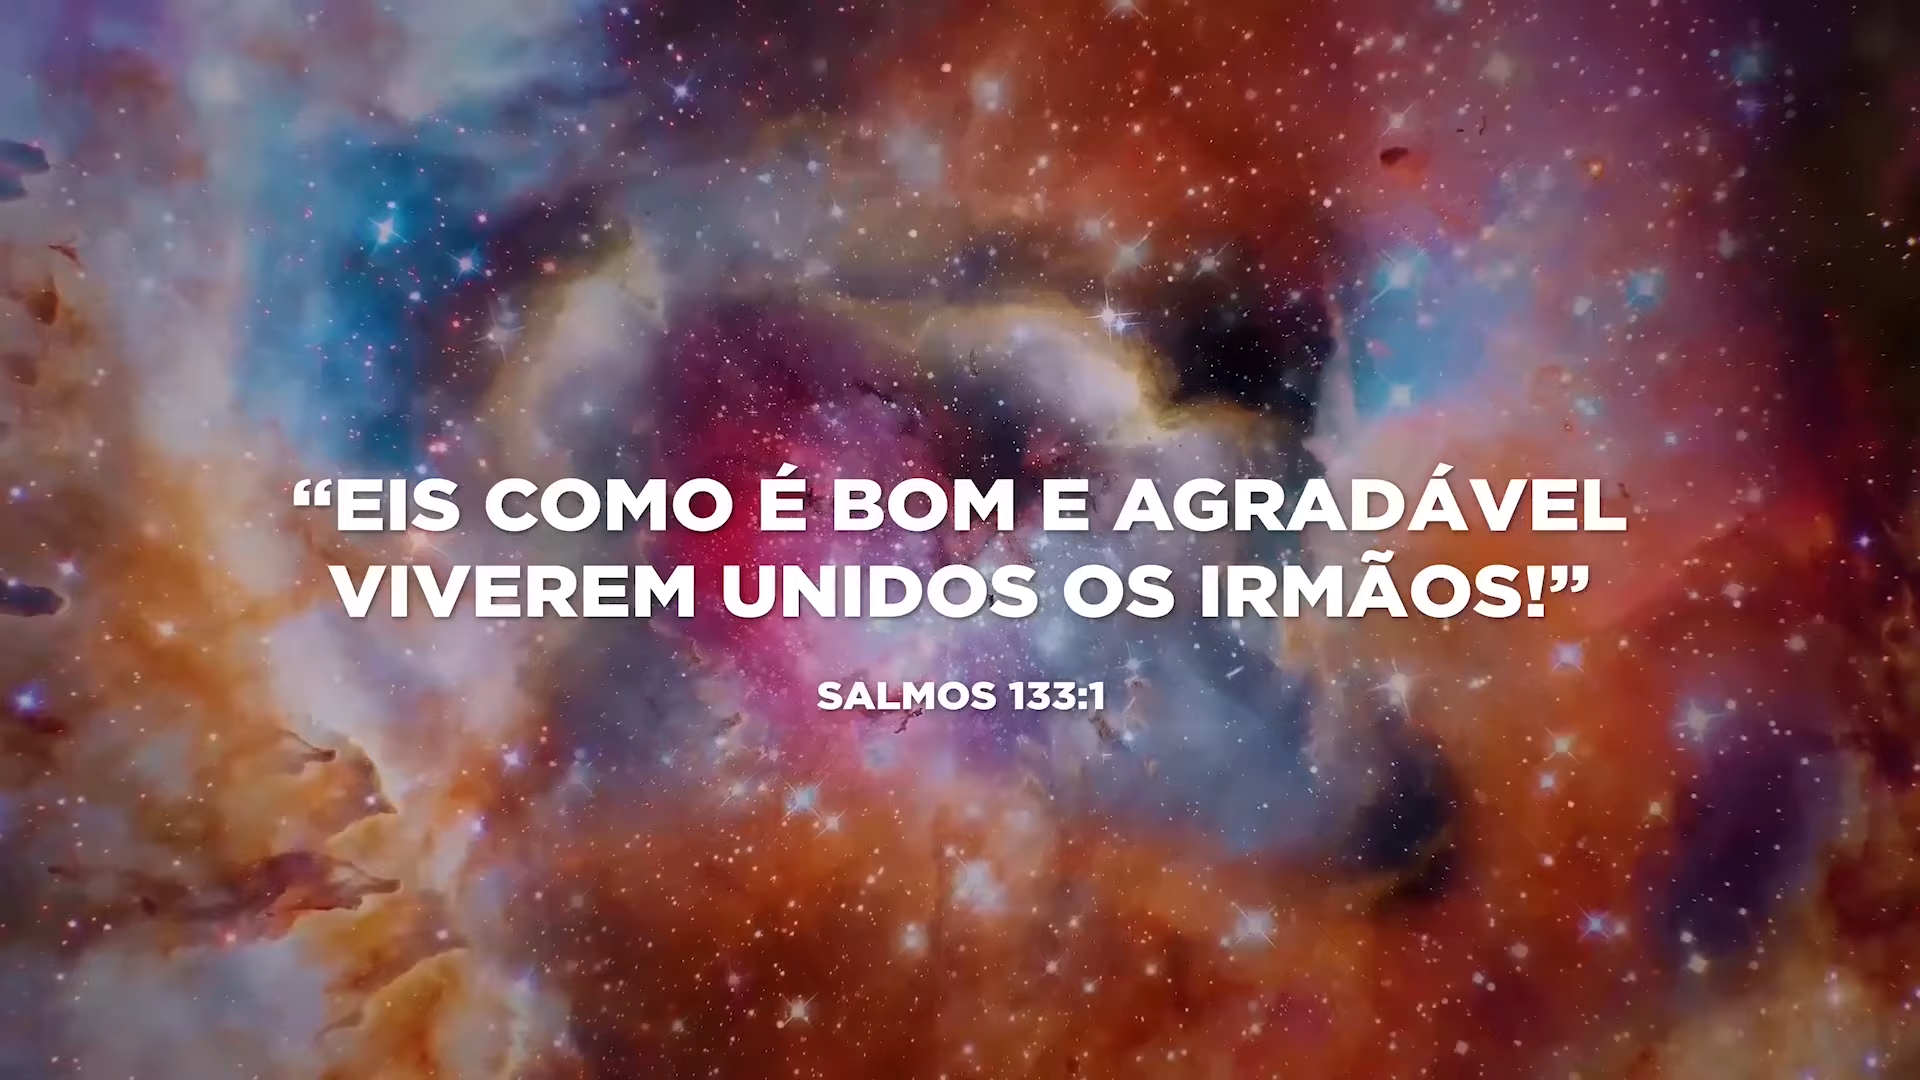 “EIS COMO É BOM E AGRADÁVEL
VIVEREM UNIDOS OS IRMÃOS!”
SALMOS 133:1